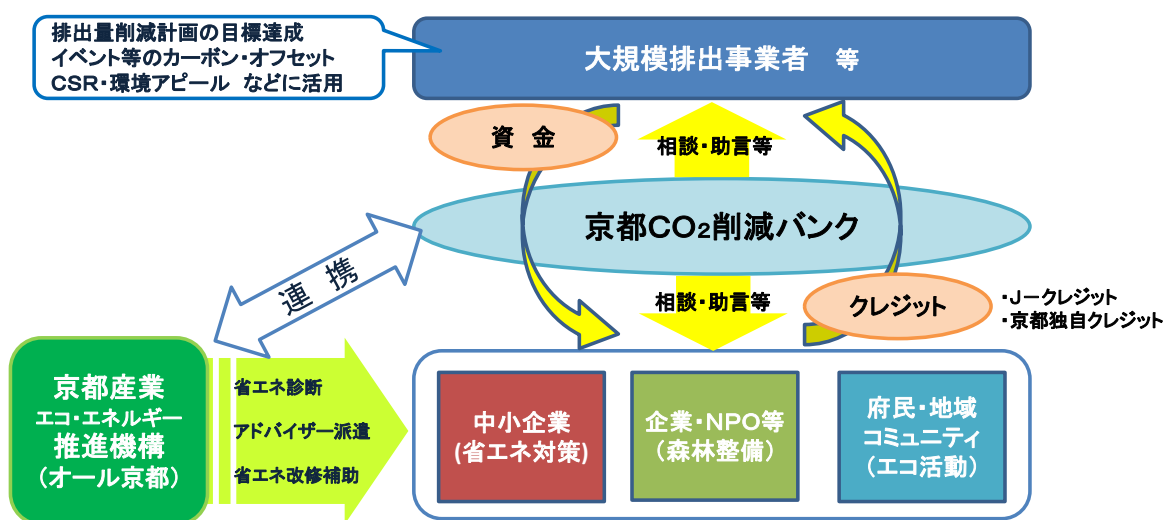 排出量削減計画の目標達成
イベント等のカーボン・オフセット
CSR・環境アピール などに活用
大規模排出事業者 等
資 金
相談・助言等
京都CO₂削減バンク
連 携
相談・助言等
クレジット
・J－クレジット
・京都独自クレジット
京都産業
エコ・エネルギー
推進機構
（オール京都）
省エネ診断
アドバイザー派遣
省エネ改修補助
中小企業
(省エネ対策)
企業・NPO等
（森林整備）
府民・地域
コミュニティ
（エコ活動）